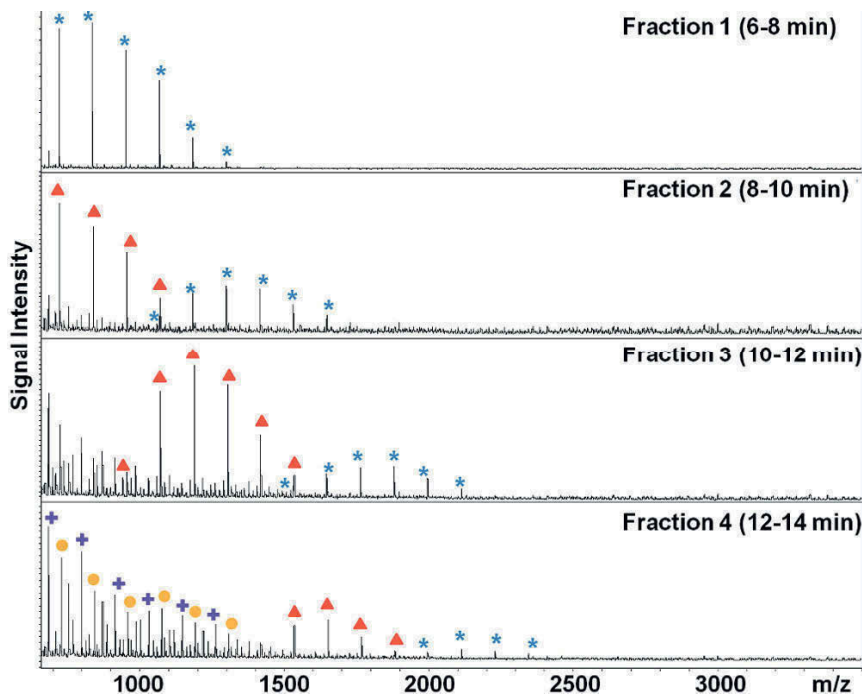 Fraction 1 (6-8 min)
Fraction 2 (8-10 min)
Fraction 3 (10-12 min)
Fraction 4 (12-14 min)
Signal Intensity
1000 1500 2000 2500 3000 m/z